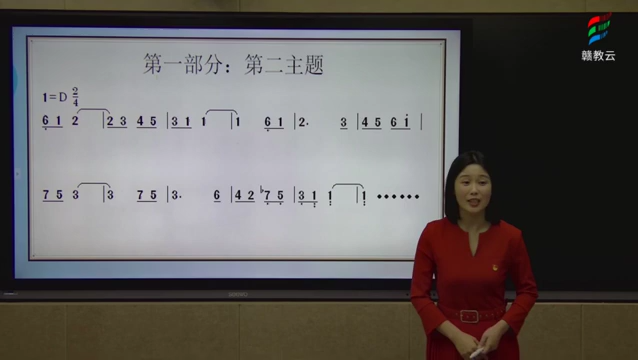 赣教云
第一部分：第二主题
1=D 2/4
6̣ 1 2 | 2 3 4 5 | 3 1 1 | 1 6̣ 1 | 2· 3 | 4 5 6 1̇ |
7 5 3 | 3 7 5 | 3· 6 | 4 2 ♭7̣ 5̣ | 3̣ 1̣ 1̣ | 1̣ ······